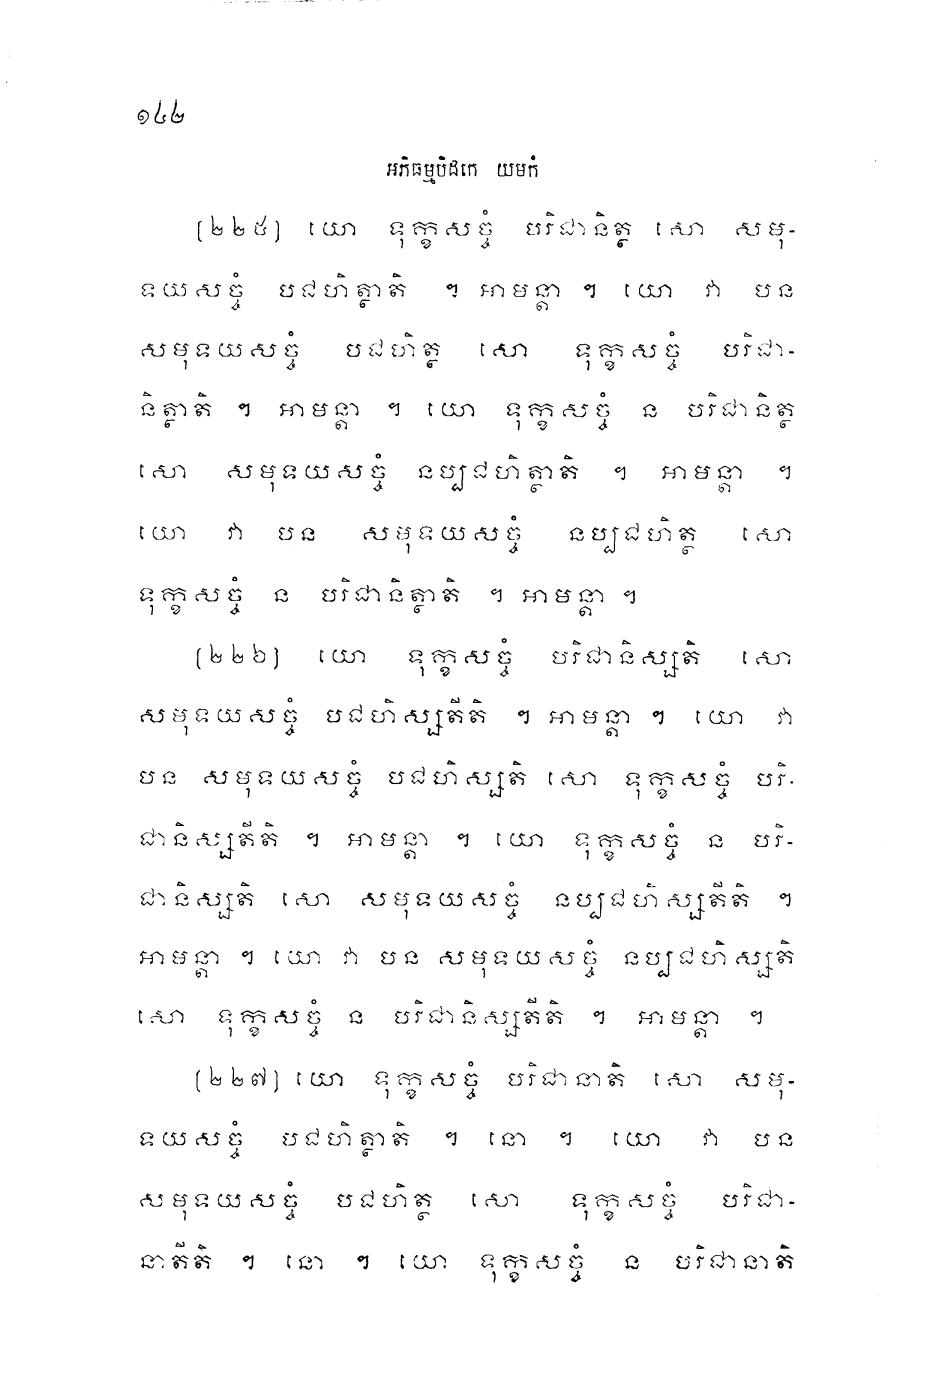 ១៤២
អភិធម្មបិដកេ យមកំ
(២២៥) យោ ទុក្ខសច្ចំ បរិជានិត្ថ សោ សមុ-
ទយសច្ចំ បជហិត្ថាតិ ។ អាមន្តា ។ យោ វា បន
សមុទយសច្ចំ បជហិត្ថ សោ ទុក្ខសច្ចំ បរិជា-
និត្ថាតិ ។ អាមន្តា ។ យោ ទុក្ខសច្ចំ ន បរិជានិត្ថ
សោ សមុទយសច្ចំ នប្បជហិត្ថាតិ ។ អាមន្តា ។
យោ វា បន សមុទយសច្ចំ នប្បជហិត្ថ សោ
ទុក្ខសច្ចំ ន បរិជានិត្ថាតិ ។ អាមន្តា ។
(២២៦) យោ ទុក្ខសច្ចំ បរិជានិស្សតិ សោ
សមុទយសច្ចំ បជហិស្សតីតិ ។ អាមន្តា ។ យោ វា
បន សមុទយសច្ចំ បជហិស្សតិ សោ ទុក្ខសច្ចំ បរិ-
ជានិស្សតីតិ ។ អាមន្តា ។ យោ ទុក្ខសច្ចំ ន បរិ-
ជានិស្សតិ សោ សមុទយសច្ចំ នប្បជហិស្សតីតិ ។
អាមន្តា ។ យោ វា បន សមុទយសច្ចំ នប្បជហិស្សតិ
សោ ទុក្ខសច្ចំ ន បរិជានិស្សតីតិ ។ អាមន្តា ។
(២២៧) យោ ទុក្ខសច្ចំ បរិជានាតិ សោ សមុ-
ទយសច្ចំ បជហិត្ថាតិ ។ នោ ។ យោ វា បន
សមុទយសច្ចំ បជហិត្ថ សោ ទុក្ខសច្ចំ បរិជា-
នាតីតិ ។ នោ ។ យោ ទុក្ខសច្ចំ ន បរិជានាតិ